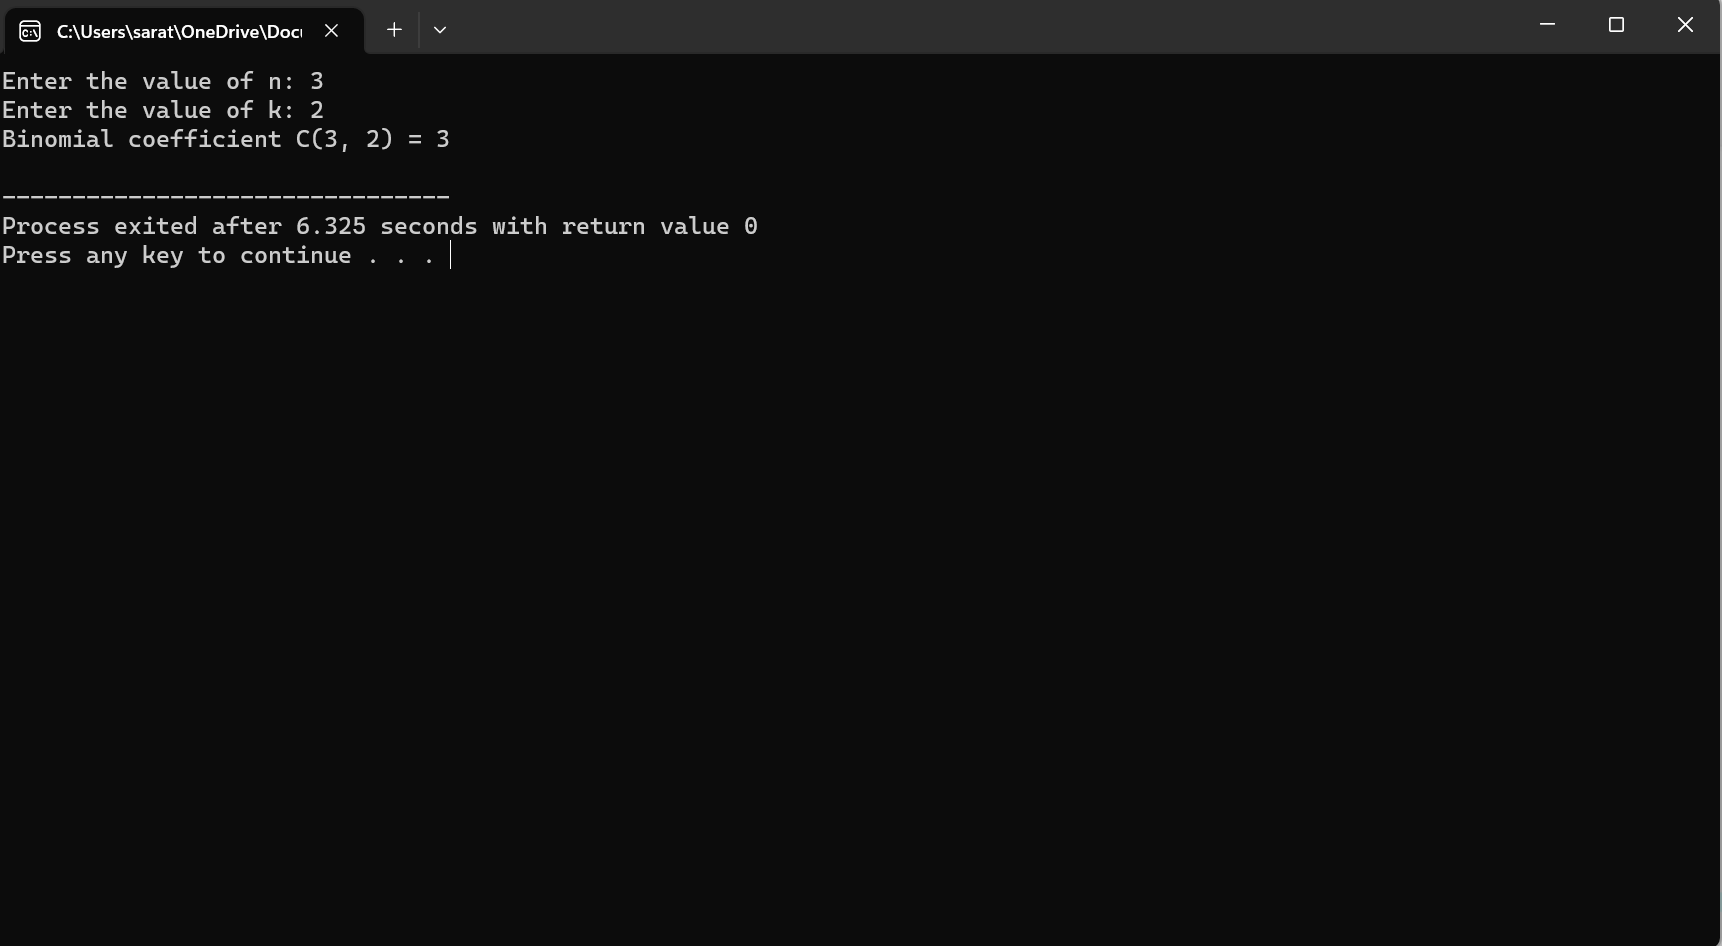 C:\Users\sarat\OneDrive\Doc
Enter the value of n: 3
Enter the value of k: 2
Binomial coefficient C(3, 2) = 3
--------------------------------
Process exited after 6.325 seconds with return value 0
Press any key to continue . . .